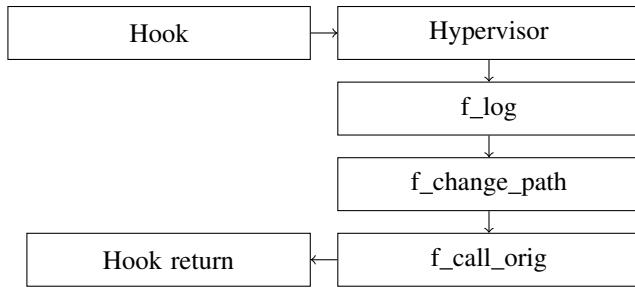 Hook
Hypervisor
f_log
f_change_path
f_call_orig
Hook return